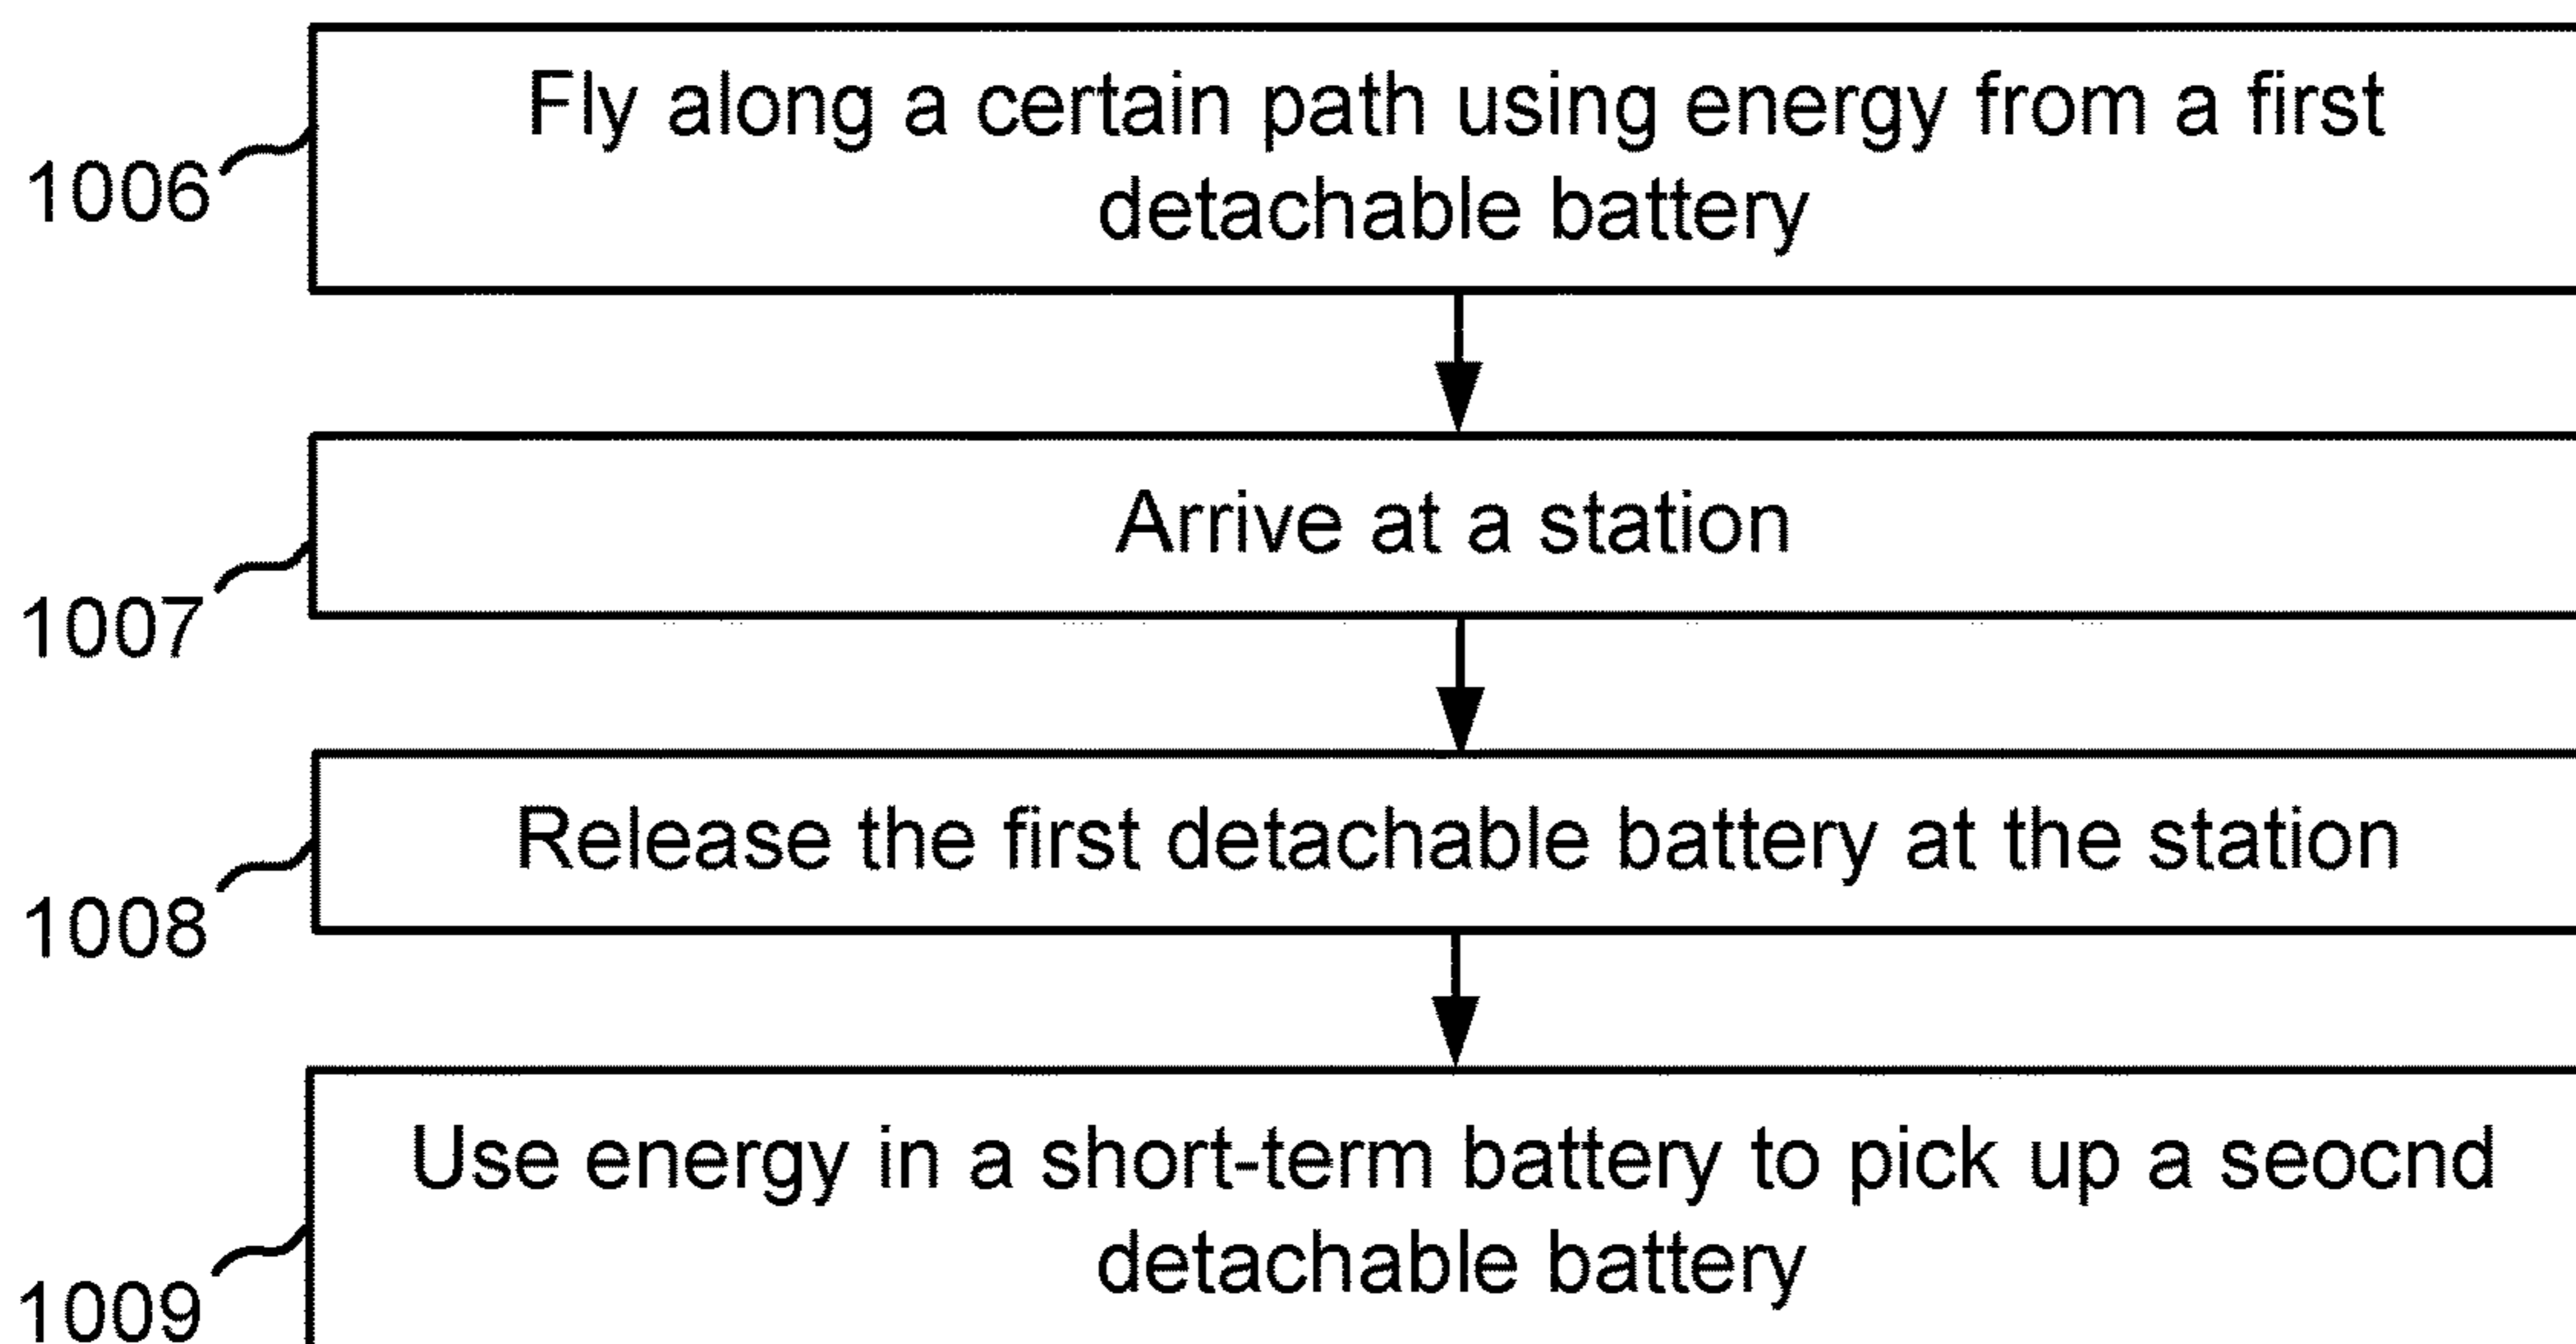 Fly along a certain path using energy from a first
detachable battery
1006
Arrive at a station
1007
Release the first detachable battery at the station
1008
Use energy in a short-term battery to pick up a seocnd
detachable battery
1009